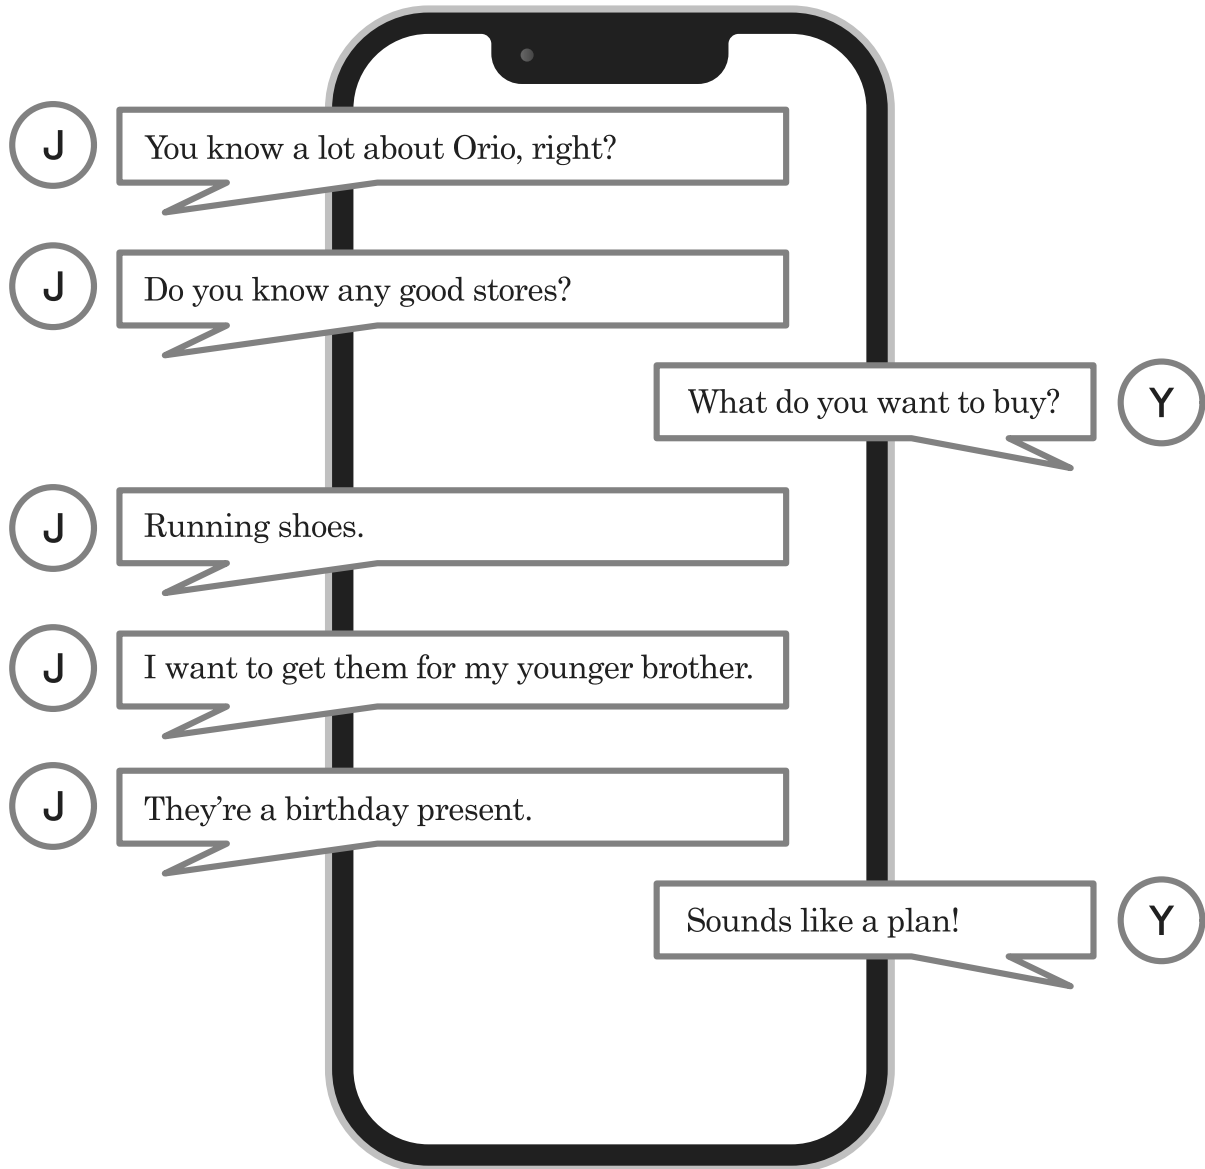 J
You know a lot about Orio, right?
J
Do you know any good stores?
What do you want to buy?
Y
J
Running shoes.
J
I want to get them for my younger brother.
J
They’re a birthday present.
Sounds like a plan!
Y